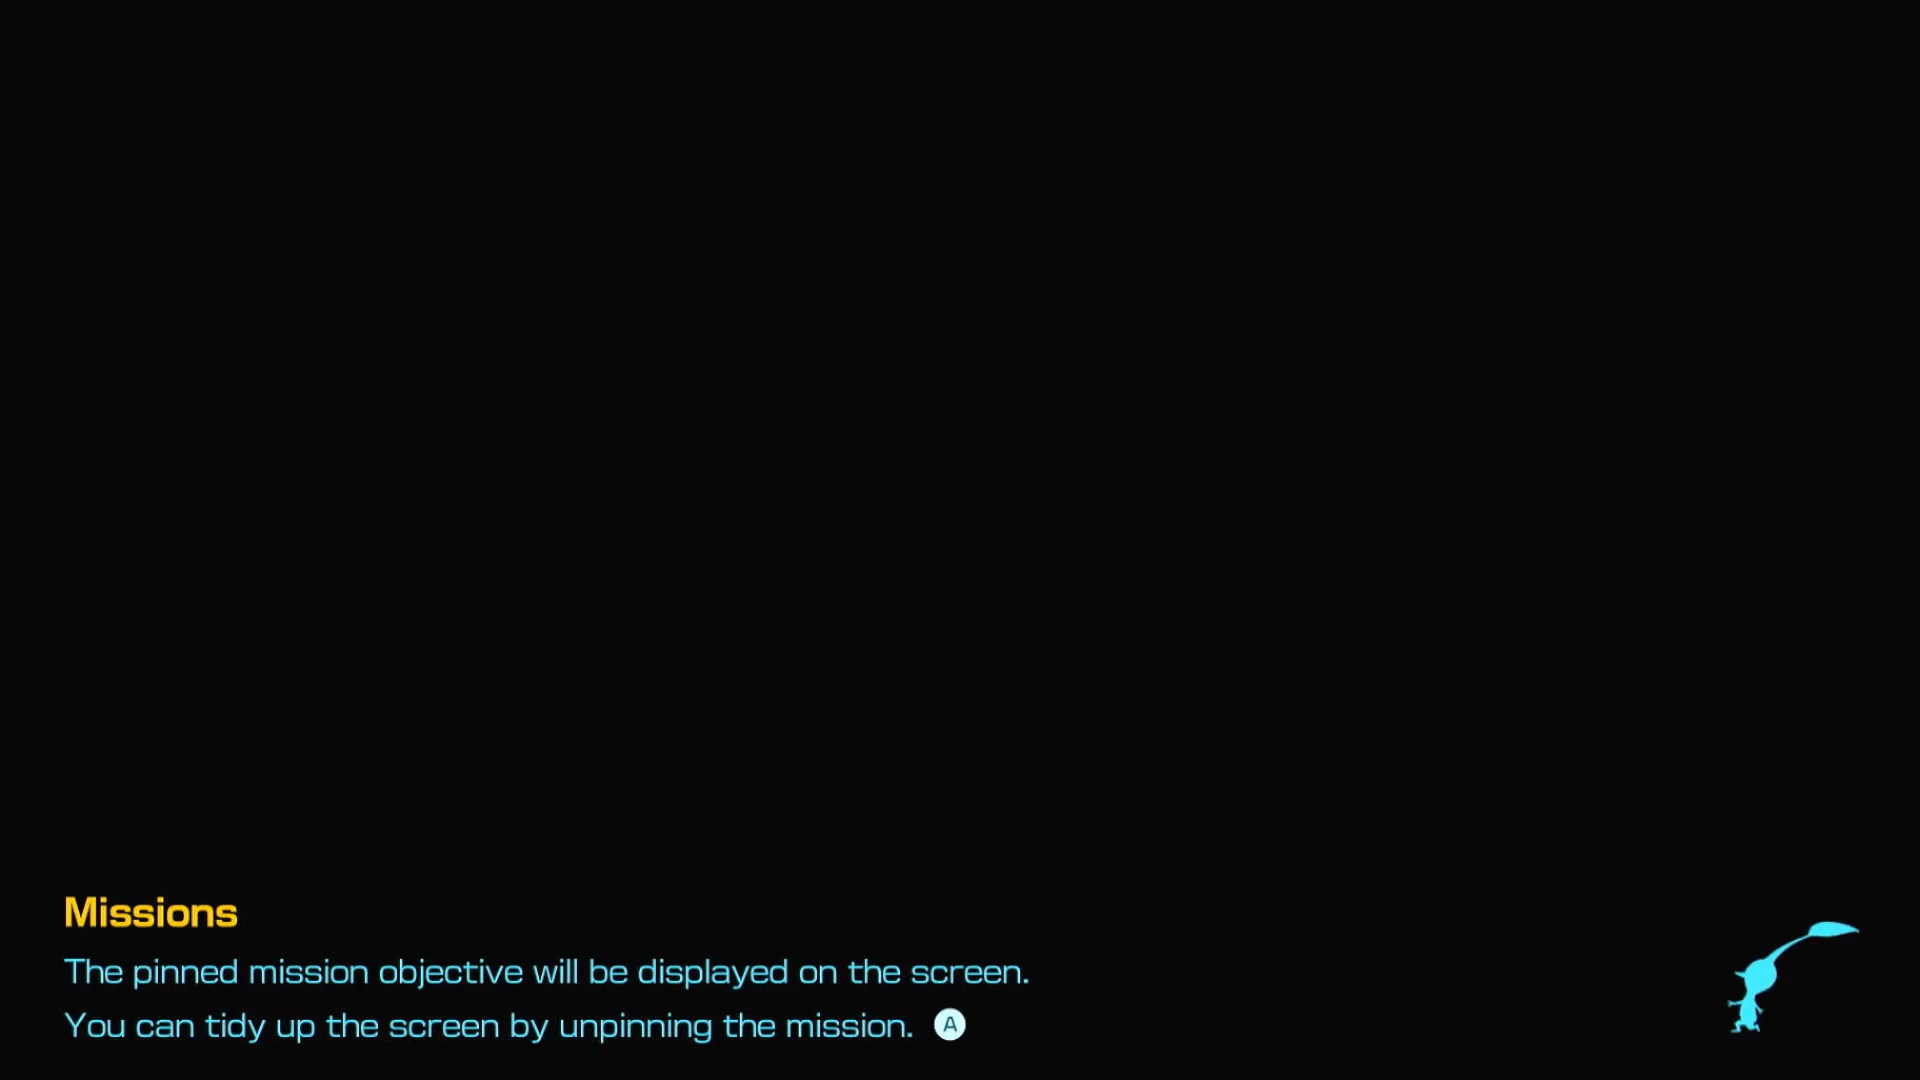 Missions
The pinned mission objective will be displayed on the screen.
You can tidy up the screen by unpinning the mission. A